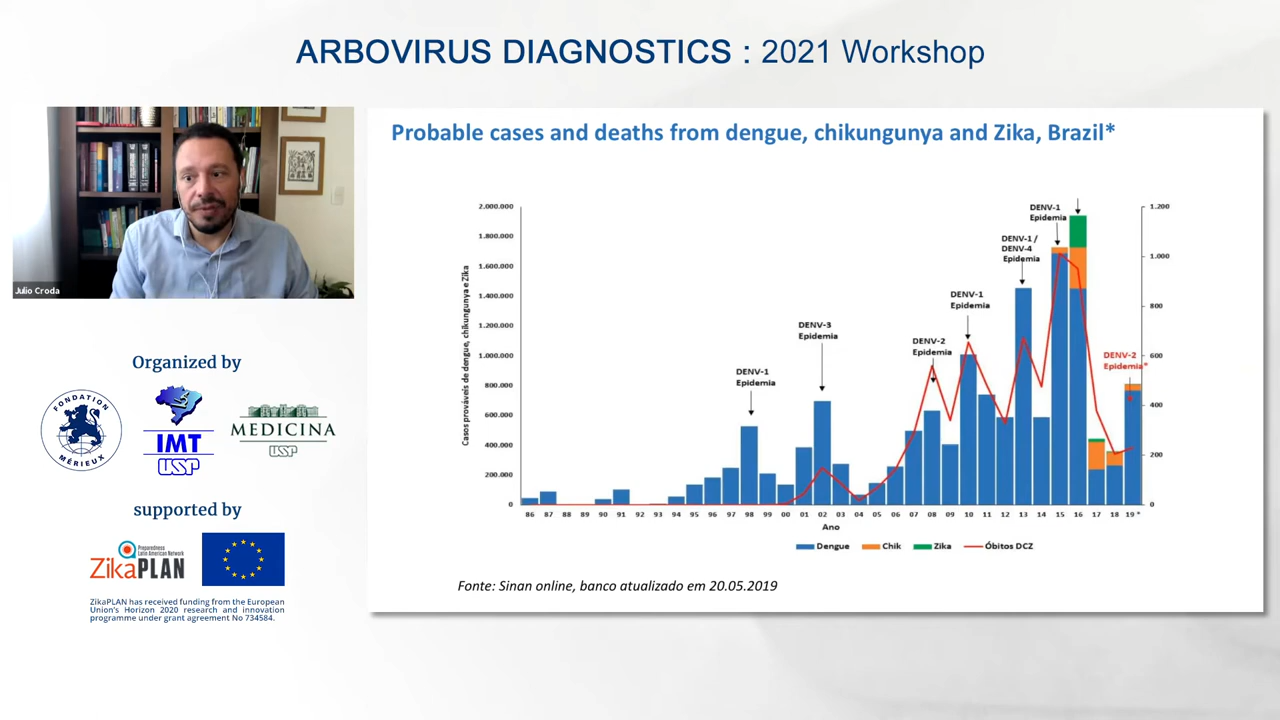 ARBOVIRUS DIAGNOSTICS : 2021 Workshop
Julio Croda
Organized by
FONDATION
MÉRIEUX
IMT
USP
MEDICINA
USP
supported by
Preparedness
Latin American Network
ZikaPLAN
ZikaPLAN has received funding from the European
Union's Horizon 2020 research and innovation
programme under grant agreement No 734584.
Probable cases and deaths from dengue, chikungunya and Zika, Brazil*
Casos prováveis de dengue, chikungunya e Zika
2.000.000
1.800.000
1.600.000
1.400.000
1.200.000
1.000.000
800.000
600.000
400.000
200.000
0
DENV-1
Epidemia
DENV-3
Epidemia
DENV-2
Epidemia
DENV-1
Epidemia
DENV-1 /
DENV-4
Epidemia
DENV-1
Epidemia
DENV-2
Epidemia*
1.200
1.000
800
600
400
200
0
86 87 88 89 90 91 92 93 94 95 96 97 98 99 00 01 02 03 04 05 06 07 08 09 10 11 12 13 14 15 16 17 18 19 *
Ano
Dengue Chik Zika Óbitos DCZ
Fonte: Sinan online, banco atualizado em 20.05.2019